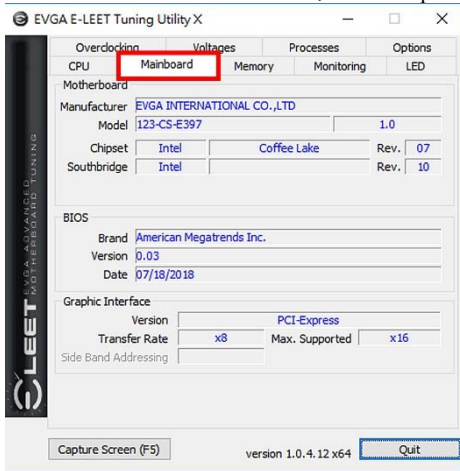 EVGA E-LEET Tuning Utility X
Overclocking Voltages Processes Options
CPU Mainboard Memory Monitoring LED
Motherboard
Manufacturer EVGA INTERNATIONAL CO.,LTD
Model 123-CS-E397 1.0
Chipset Intel Coffee Lake Rev. 07
Southbridge Intel Rev. 10
BIOS
Brand American Megatrends Inc.
Version 0.03
Date 07/18/2018
Graphic Interface
Version PCI-Express
Transfer Rate x8 Max. Supported x16
Side Band Addressing
E-LEET EVGA ADVANCED
MOTHERBOARD TUNING
Capture Screen (F5) version 1.0.4.12 x64 Quit